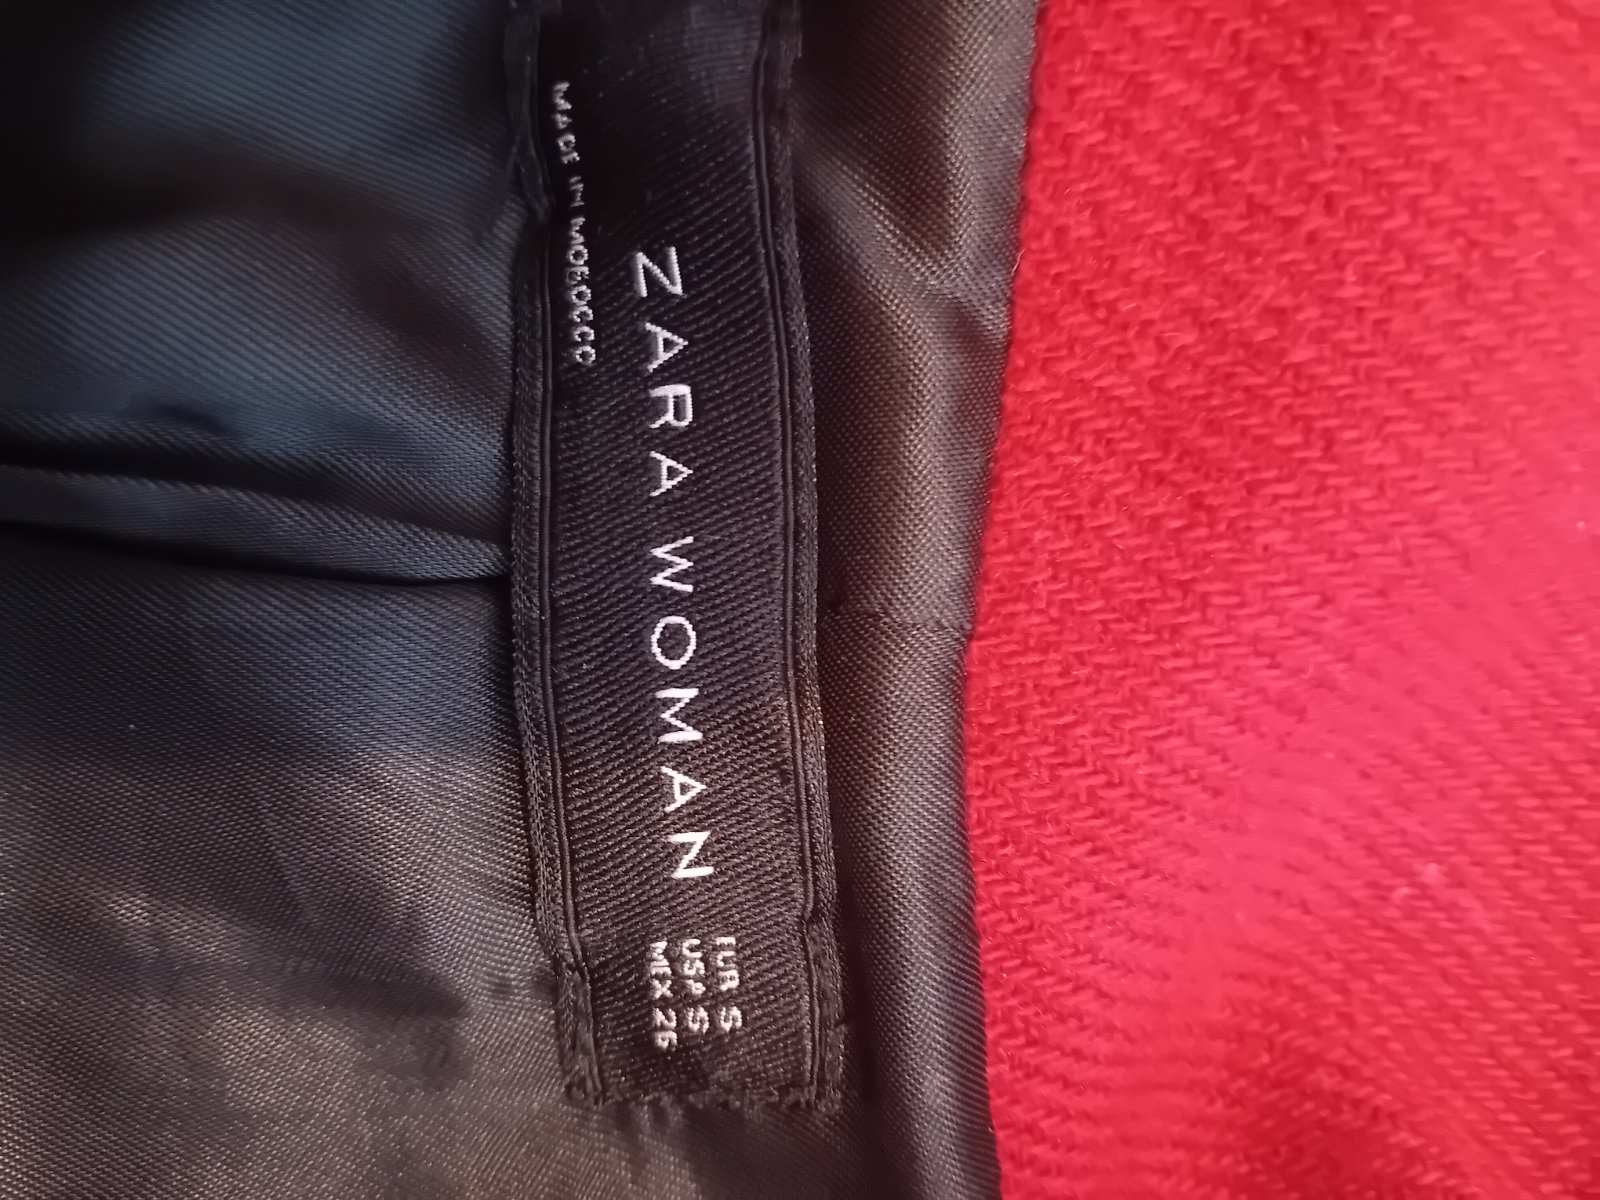 ZARA WOMAN
EUR S
USA S
MEX 26
MADE IN MOROCCO